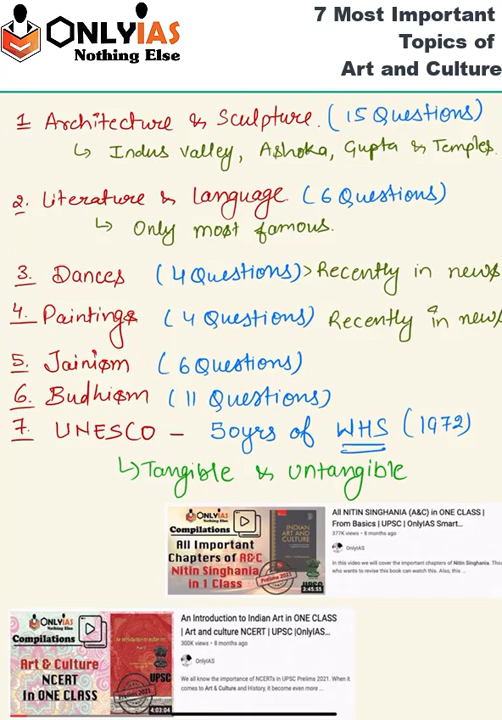 ONLYIAS
Nothing Else
7 Most Important
Topics of
Art and Culture
1 Architecture & Sculpture. (15 Questions)
↳ Indus Valley, Ashoka, Gupta & Temples.
2. Literature & Language (6 Questions)
↳ Only most famous.
3. Dances (4 Questions) > Recently in news
4. Paintings (4 Questions) Recently in news
5. Jainism (6 Questions)
6. Budhism (11 Questions)
7. UNESCO – 50yrs of WHS (1972)
↳ Tangible & Untangible
ONLYIAS
Nothing Else
Compilations
All Important
Chapters of A&C
Nitin Singhania
in 1 Class
INDIAN
ART AND
CULTURE
Prelims 2021
UPSC
3:45:55
All NITIN SINGHANIA (A&C) in ONE CLASS |
From Basics | UPSC | OnlyIAS Smart...
377K views • 8 months ago
OnlyIAS
In this video we will cover the important chapters of Nitin Singhania. Thos
who wants to revise this book can watch this. Also, this ...
ONLYIAS
Nothing Else
Compilations
Art & Culture
NCERT
In ONE CLASS
UPSC
Prelims 2021
4:03:04
An Introduction to Indian Art in ONE CLASS
| Art and culture NCERT | UPSC |OnlyIAS...
300K views • 8 months ago
OnlyIAS
We all know the importance of NCERTs in UPSC Prelims 2021. When it
comes to Art & Culture and History, it become even more ...